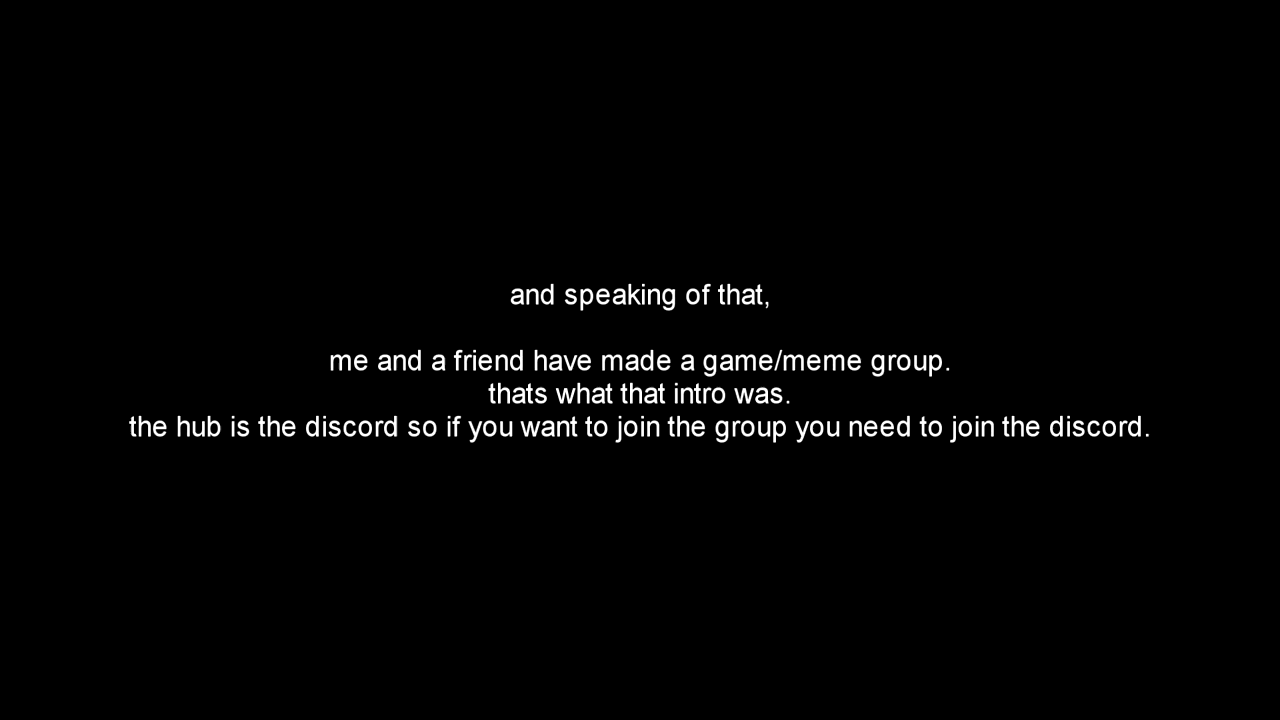 and speaking of that,
me and a friend have made a game/meme group.
thats what that intro was.
the hub is the discord so if you want to join the group you need to join the discord.